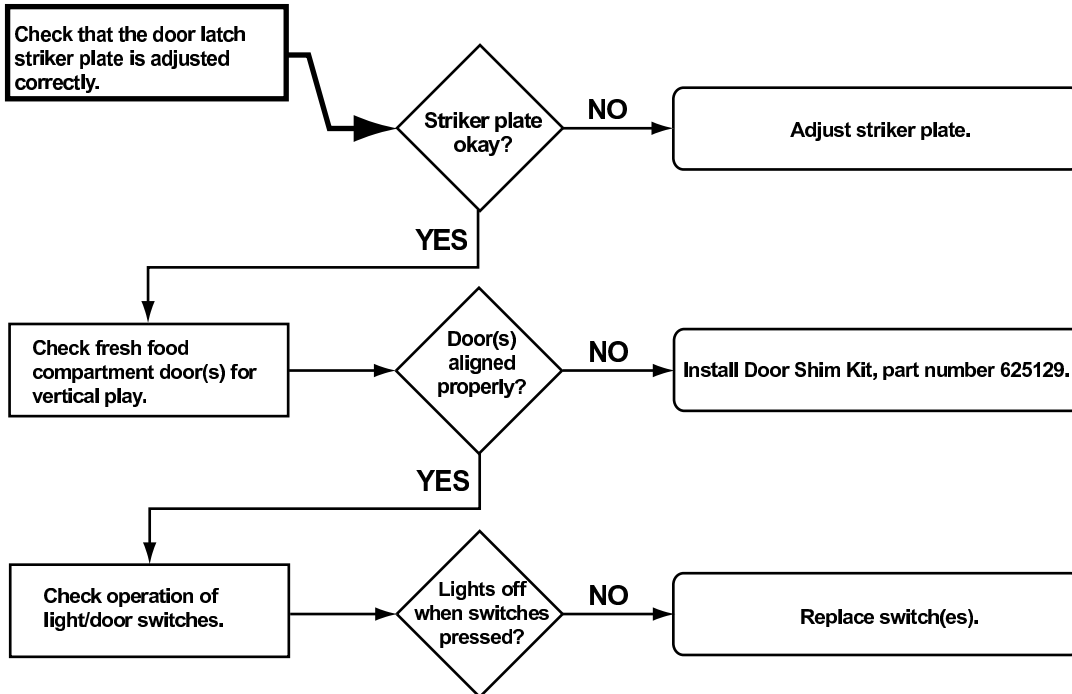 Check that the door latch
striker plate is adjusted
correctly.
Striker plate
okay?
NO
Adjust striker plate.
YES
Check fresh food
compartment door(s) for
vertical play.
Door(s)
aligned
properly?
NO
Install Door Shim Kit, part number 625129.
YES
Check operation of
light/door switches.
Lights off
when switches
pressed?
NO
Replace switch(es).